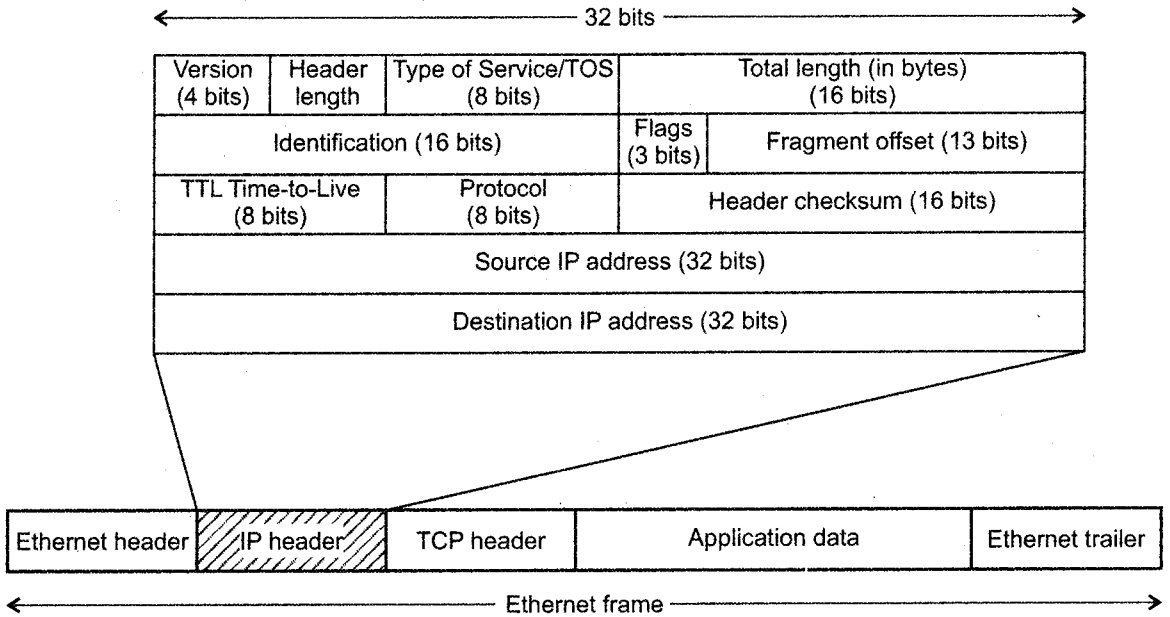 32 bits
Version
(4 bits)
Header
length
Type of Service/TOS
(8 bits)
Total length (in bytes)
(16 bits)
Identification (16 bits)
Flags
(3 bits)
Fragment offset (13 bits)
TTL Time-to-Live
(8 bits)
Protocol
(8 bits)
Header checksum (16 bits)
Source IP address (32 bits)
Destination IP address (32 bits)
Ethernet header
IP header
TCP header
Application data
Ethernet trailer
Ethernet frame